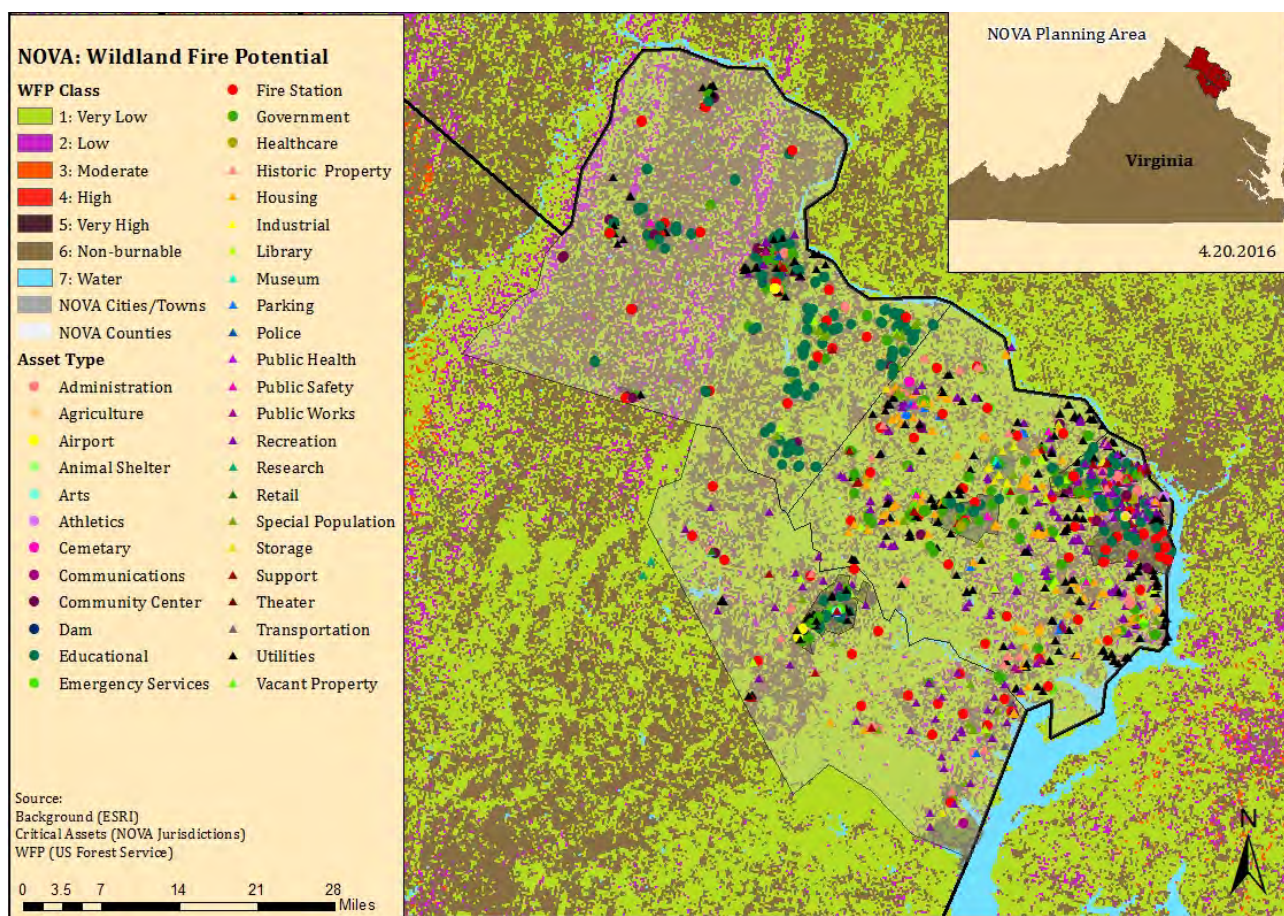 NOVA: Wildland Fire Potential
WFP Class
1: Very Low
2: Low
3: Moderate
4: High
5: Very High
6: Non-burnable
7: Water
NOVA Cities/Towns
NOVA Counties
Asset Type
Administration
Agriculture
Airport
Animal Shelter
Arts
Athletics
Cemetary
Communications
Community Center
Dam
Educational
Emergency Services
Fire Station
Government
Healthcare
Historic Property
Housing
Industrial
Library
Museum
Parking
Police
Public Health
Public Safety
Public Works
Recreation
Research
Retail
Special Population
Storage
Support
Theater
Transportation
Utilities
Vacant Property
Source:
Background (ESRI)
Critical Assets (NOVA Jurisdictions)
WFP (US Forest Service)
0 3.5 7 14 21 28
Miles
NOVA Planning Area
Virginia
4.20.2016
N